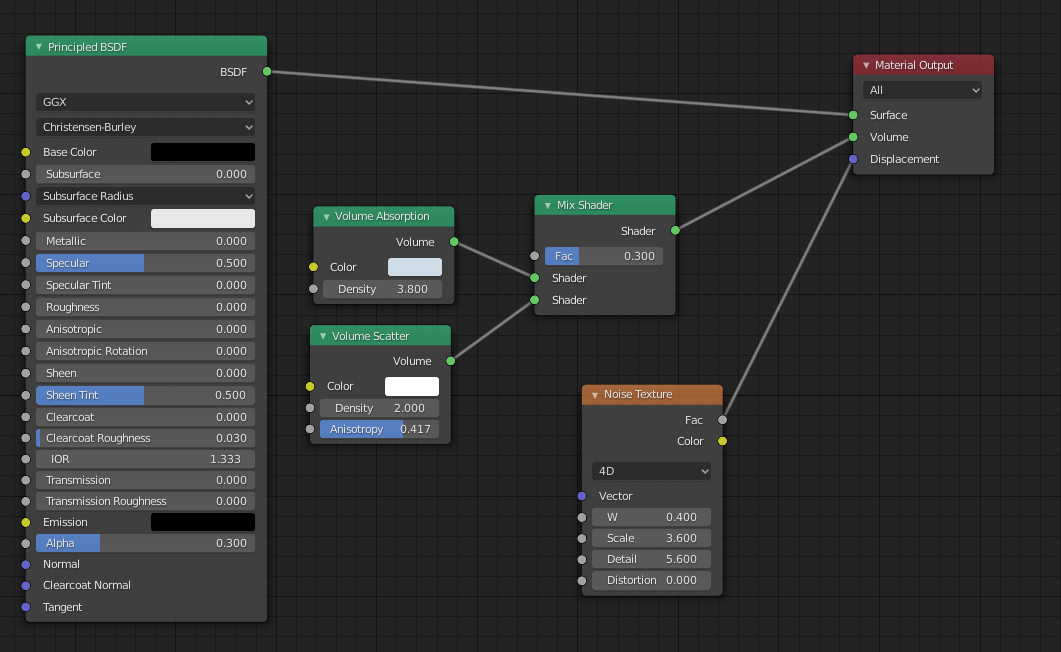 Principled BSDF
BSDF
GGX
Christensen-Burley
Base Color
Subsurface 0.000
Subsurface Radius
Subsurface Color
Metallic 0.000
Specular 0.500
Specular Tint 0.000
Roughness 0.000
Anisotropic 0.000
Anisotropic Rotation 0.000
Sheen 0.000
Sheen Tint 0.500
Clearcoat 0.000
Clearcoat Roughness 0.030
IOR 1.333
Transmission 0.000
Transmission Roughness 0.000
Emission
Alpha 0.300
Normal
Clearcoat Normal
Tangent
Volume Absorption
Volume
Color
Density 3.800
Volume Scatter
Volume
Color
Density 2.000
Anisotropy 0.417
Mix Shader
Shader
Fac 0.300
Shader
Shader
Noise Texture
Fac
Color
4D
Vector
W 0.400
Scale 3.600
Detail 5.600
Distortion 0.000
Material Output
All
Surface
Volume
Displacement